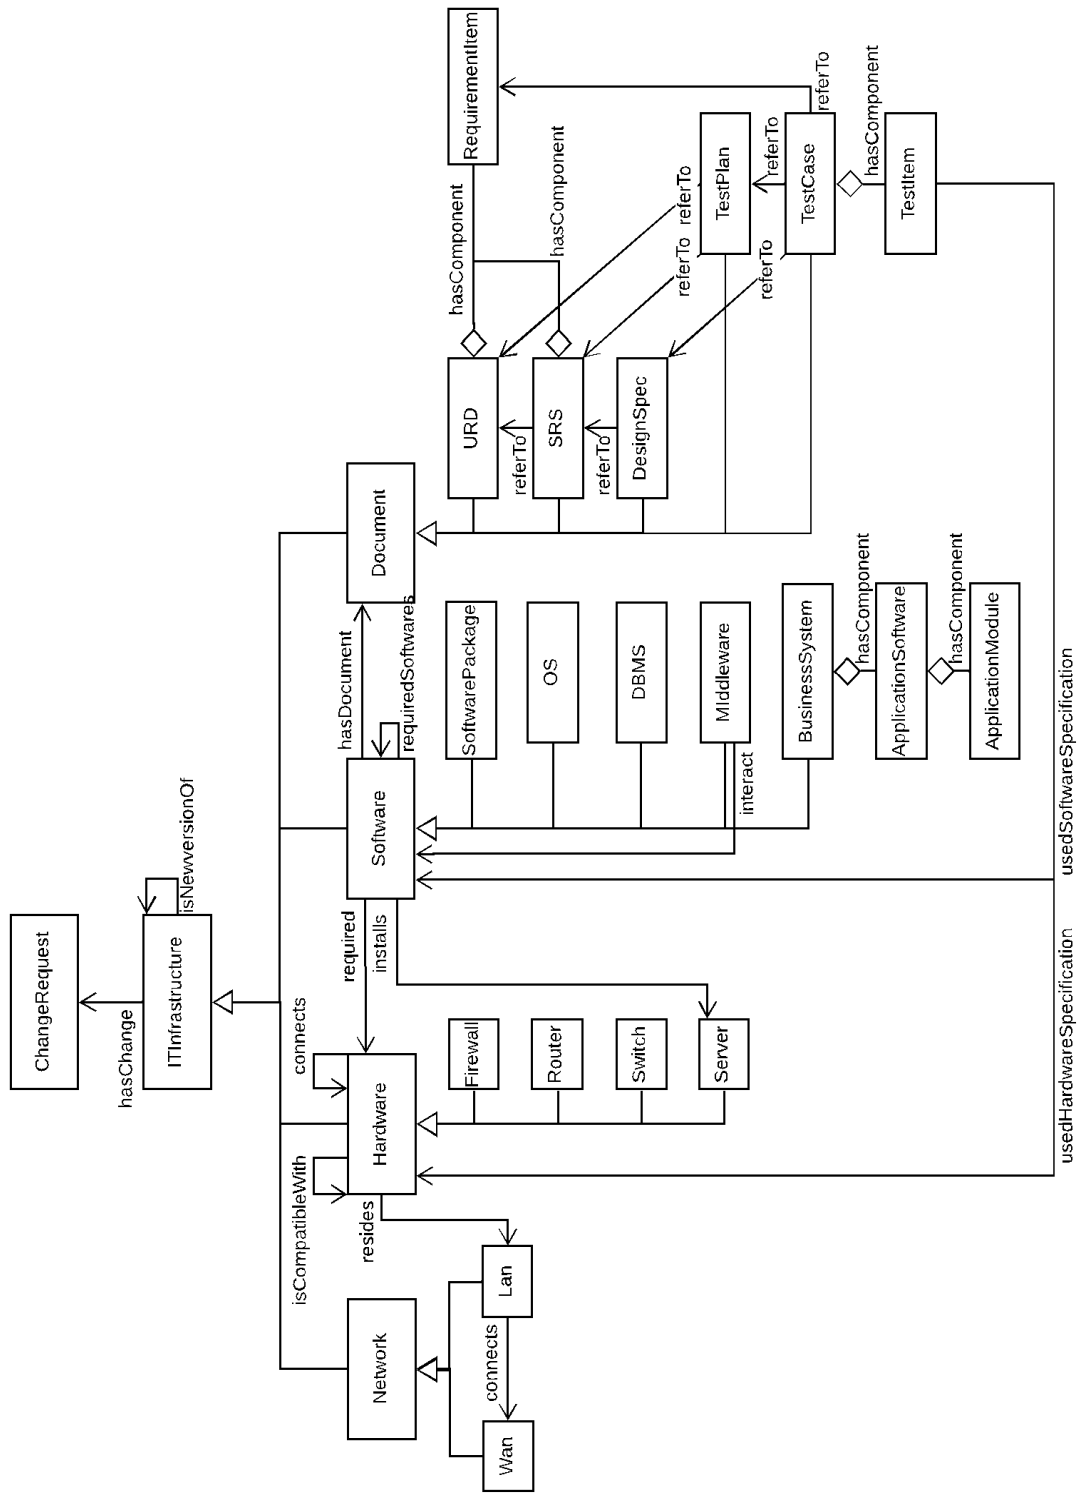 ChangeRequest
hasChange
ITInfrastructure
isNewversionOf
Network
isCompatibleWith
Hardware
connects
required
installs
Software
hasDocument
requiredSoftwares
Document
resides
Wan
connects
Lan
Firewall
Router
Switch
Server
SoftwarePackage
OS
DBMS
MIddleware
interact
BusinessSystem
hasComponent
ApplicationSoftware
hasComponent
ApplicationModule
URD
referTo
SRS
referTo
DesignSpec
hasComponent
hasComponent
RequirementItem
referTo
referTo
referTo
TestPlan
referTo
TestCase
referTo
hasComponent
TestItem
usedHardwareSpecification
usedSoftwareSpecification